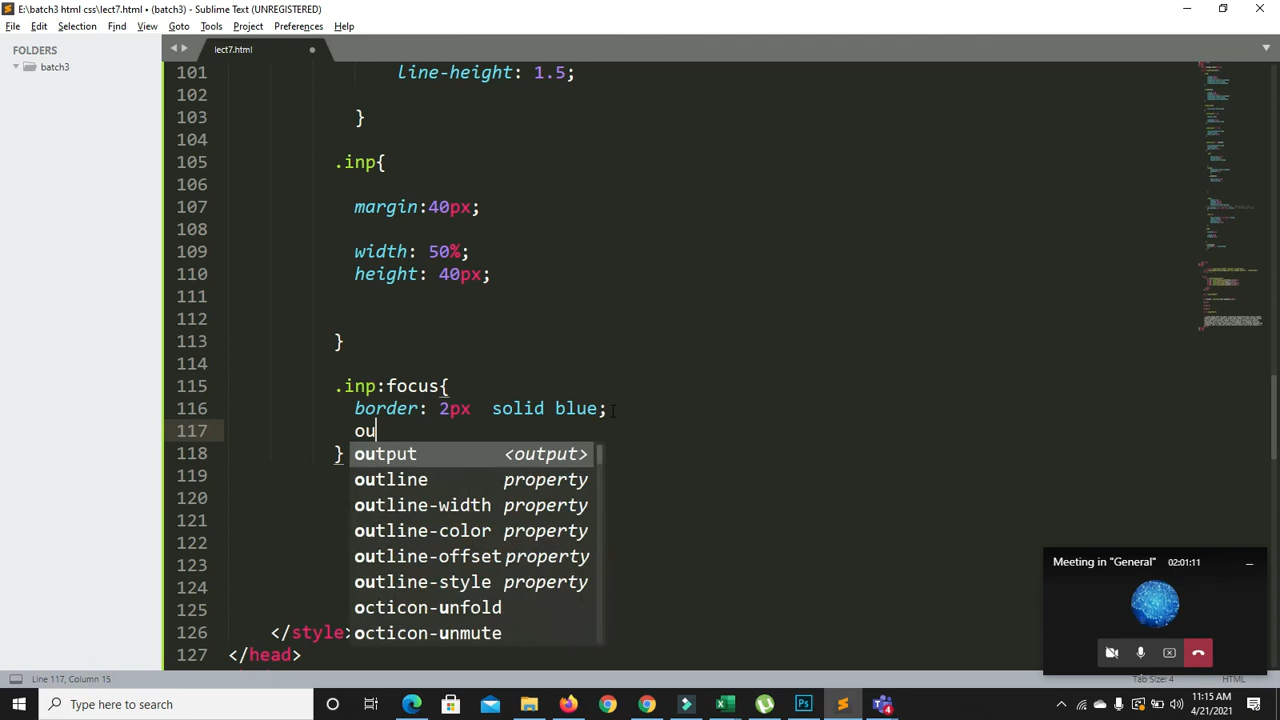 E:\batch3 html css\lect7.html • (batch3) - Sublime Text (UNREGISTERED)
File Edit Selection Find View Goto Tools Project Preferences Help
FOLDERS
batch3
lect7.html
101 line-height: 1.5;
102
103 }
104
105 .inp{
106
107 margin:40px;
108
109 width: 50%;
110 height: 40px;
111
112
113 }
114
115 .inp:focus{
116 border: 2px  solid blue;
117 ou
118 }
output <output>
119 outline property
120 outline-width property
121 outline-color property
122 outline-offset property
123 outline-style property
124 octicon-unfold
125 octicon-unmute
126 </style>
127 </head>
Meeting in "General" 02:01:11
Line 117, Column 15
Tab Size: 4
HTML
Type here to search
11:15 AM
4/21/2021